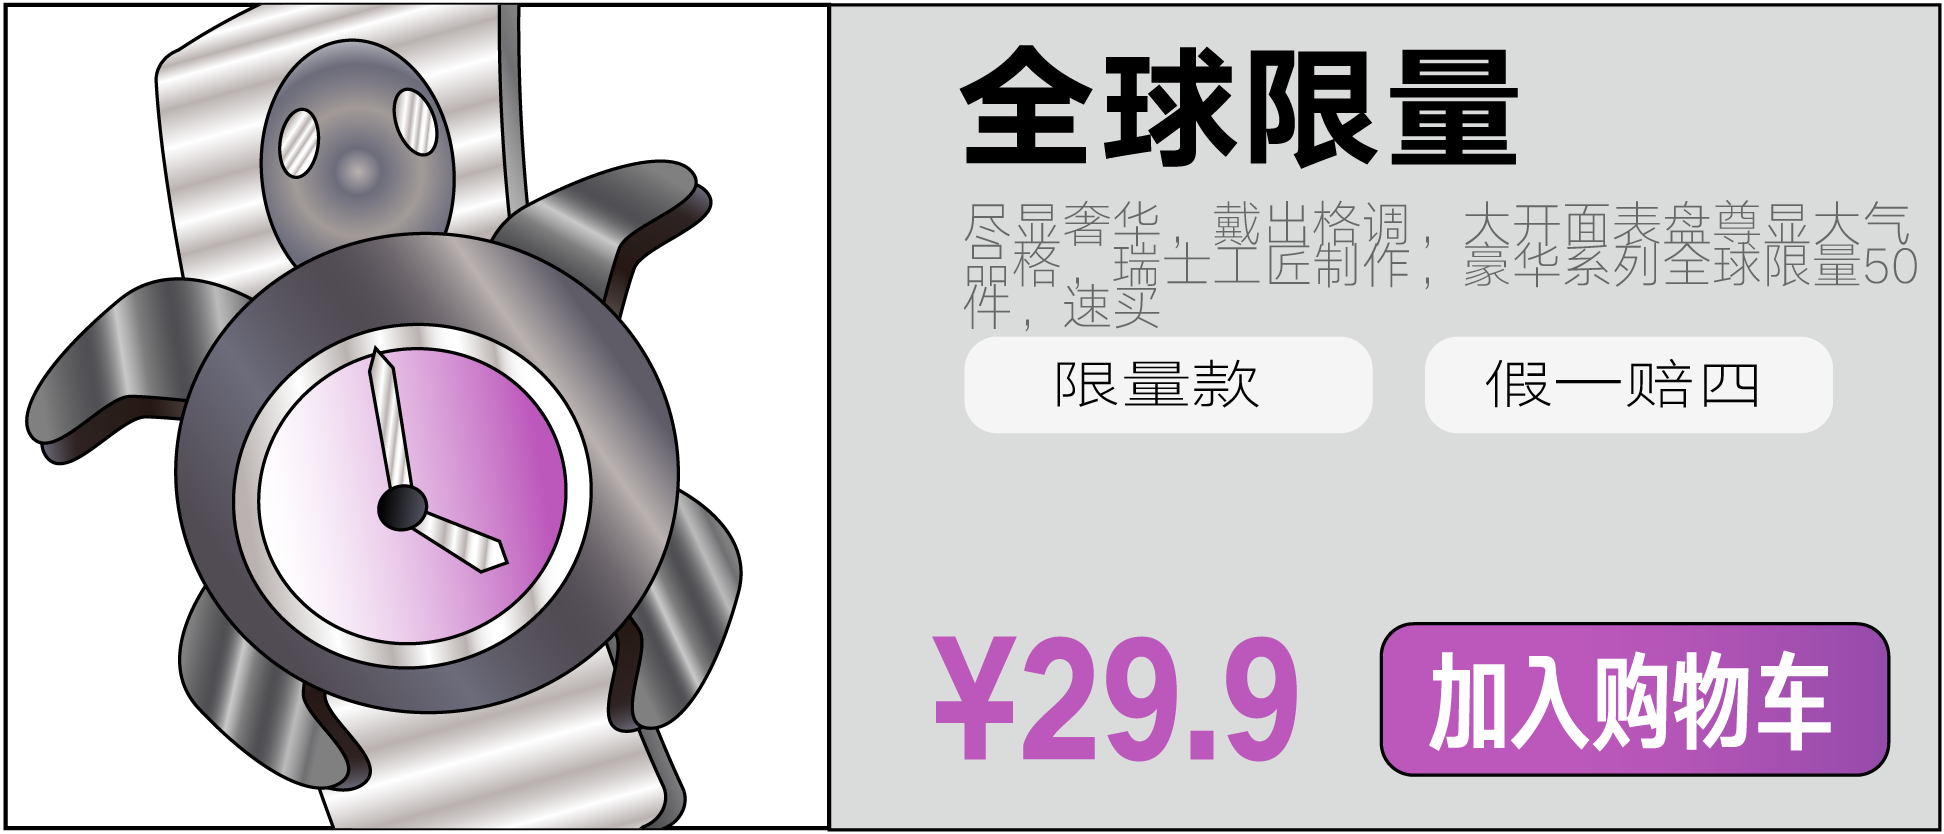 全球限量
尽显奢华，戴出格调，大开面表盘尊显大气
品格，瑞士工匠制作，豪华系列全球限量50
件，速买
限量款 假一赔四
¥29.9 加入购物车